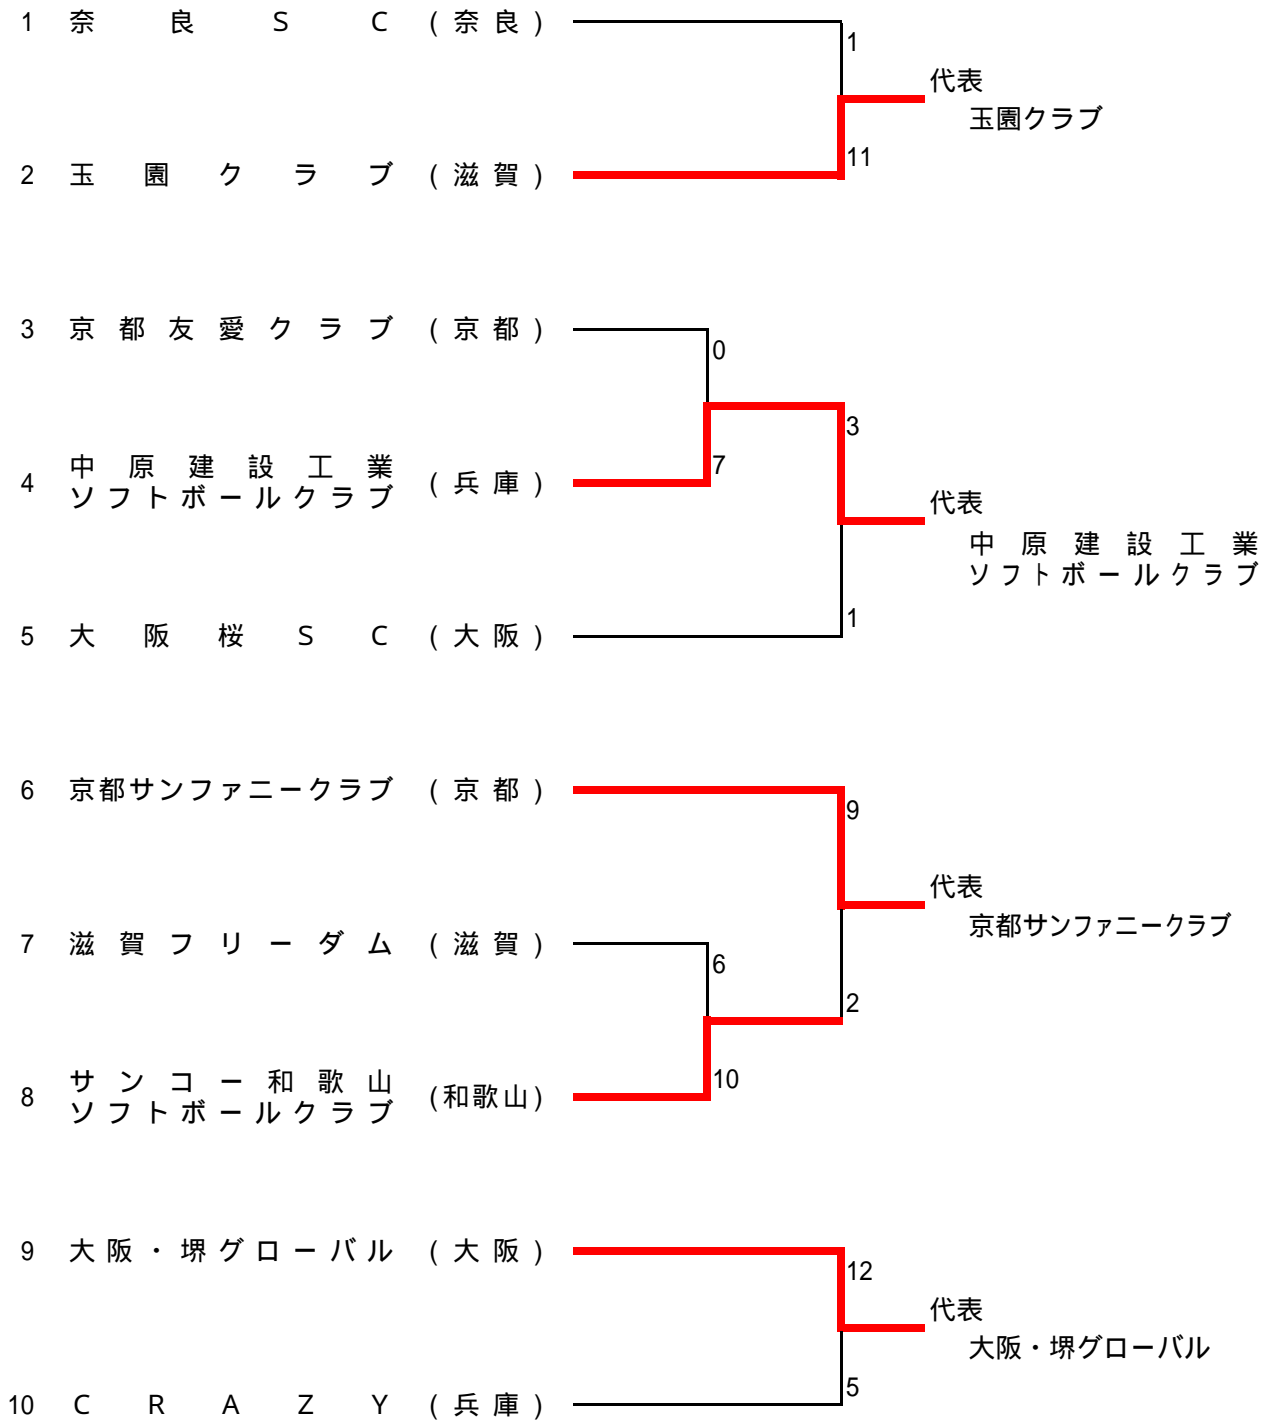 1 奈良SC (奈良)
1
代表
玉園クラブ
11
2 玉園クラブ (滋賀)
3 京都友愛クラブ (京都)
0
3
7
4 中原建設工業
ソフトボールクラブ (兵庫)
代表
中原建設工業
ソフトボールクラブ
1
5 大阪桜SC (大阪)
6 京都サンファニークラブ (京都)
9
代表
京都サンファニークラブ
7 滋賀フリーダム (滋賀)
6
2
10
8 サンコー和歌山
ソフトボールクラブ (和歌山)
9 大阪・堺グローバル (大阪)
12
代表
大阪・堺グローバル
5
10 CRAZY (兵庫)